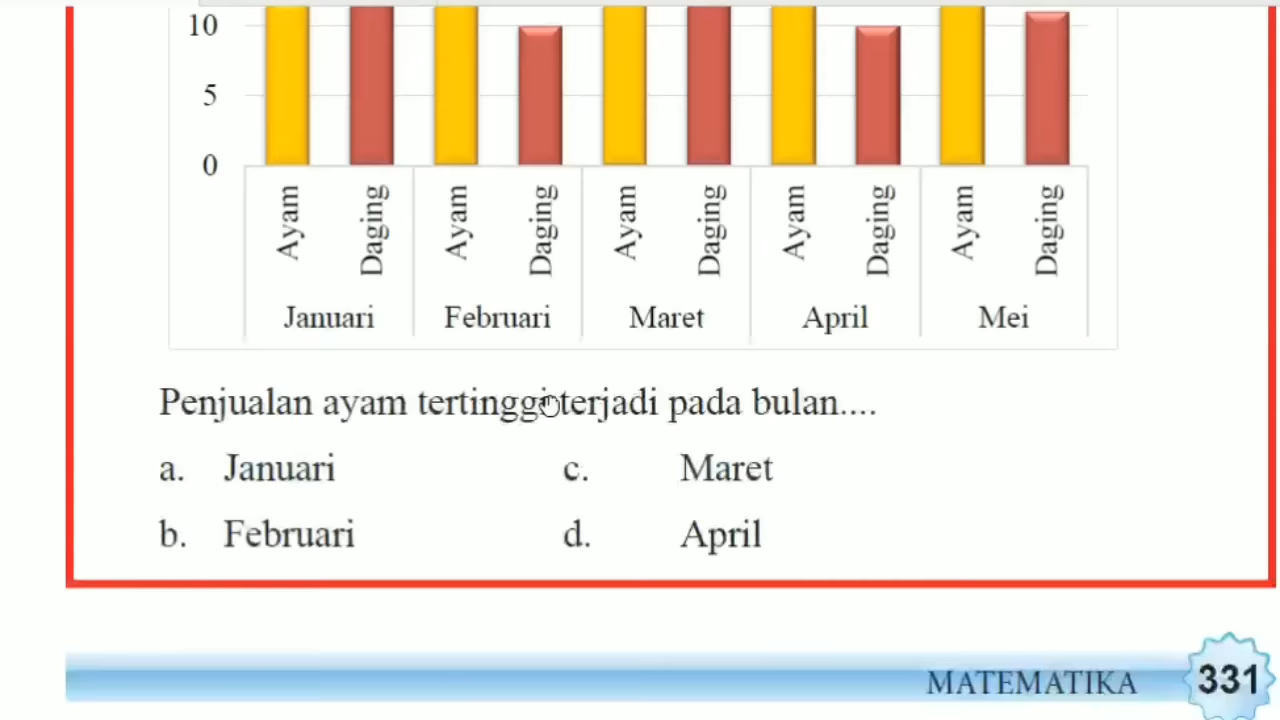 10
5
0
Ayam Daging Ayam Daging Ayam Daging Ayam Daging Ayam Daging
Januari Februari Maret April Mei
Penjualan ayam tertinggi terjadi pada bulan....
a. Januari c. Maret
b. Februari d. April
MATEMATIKA 331